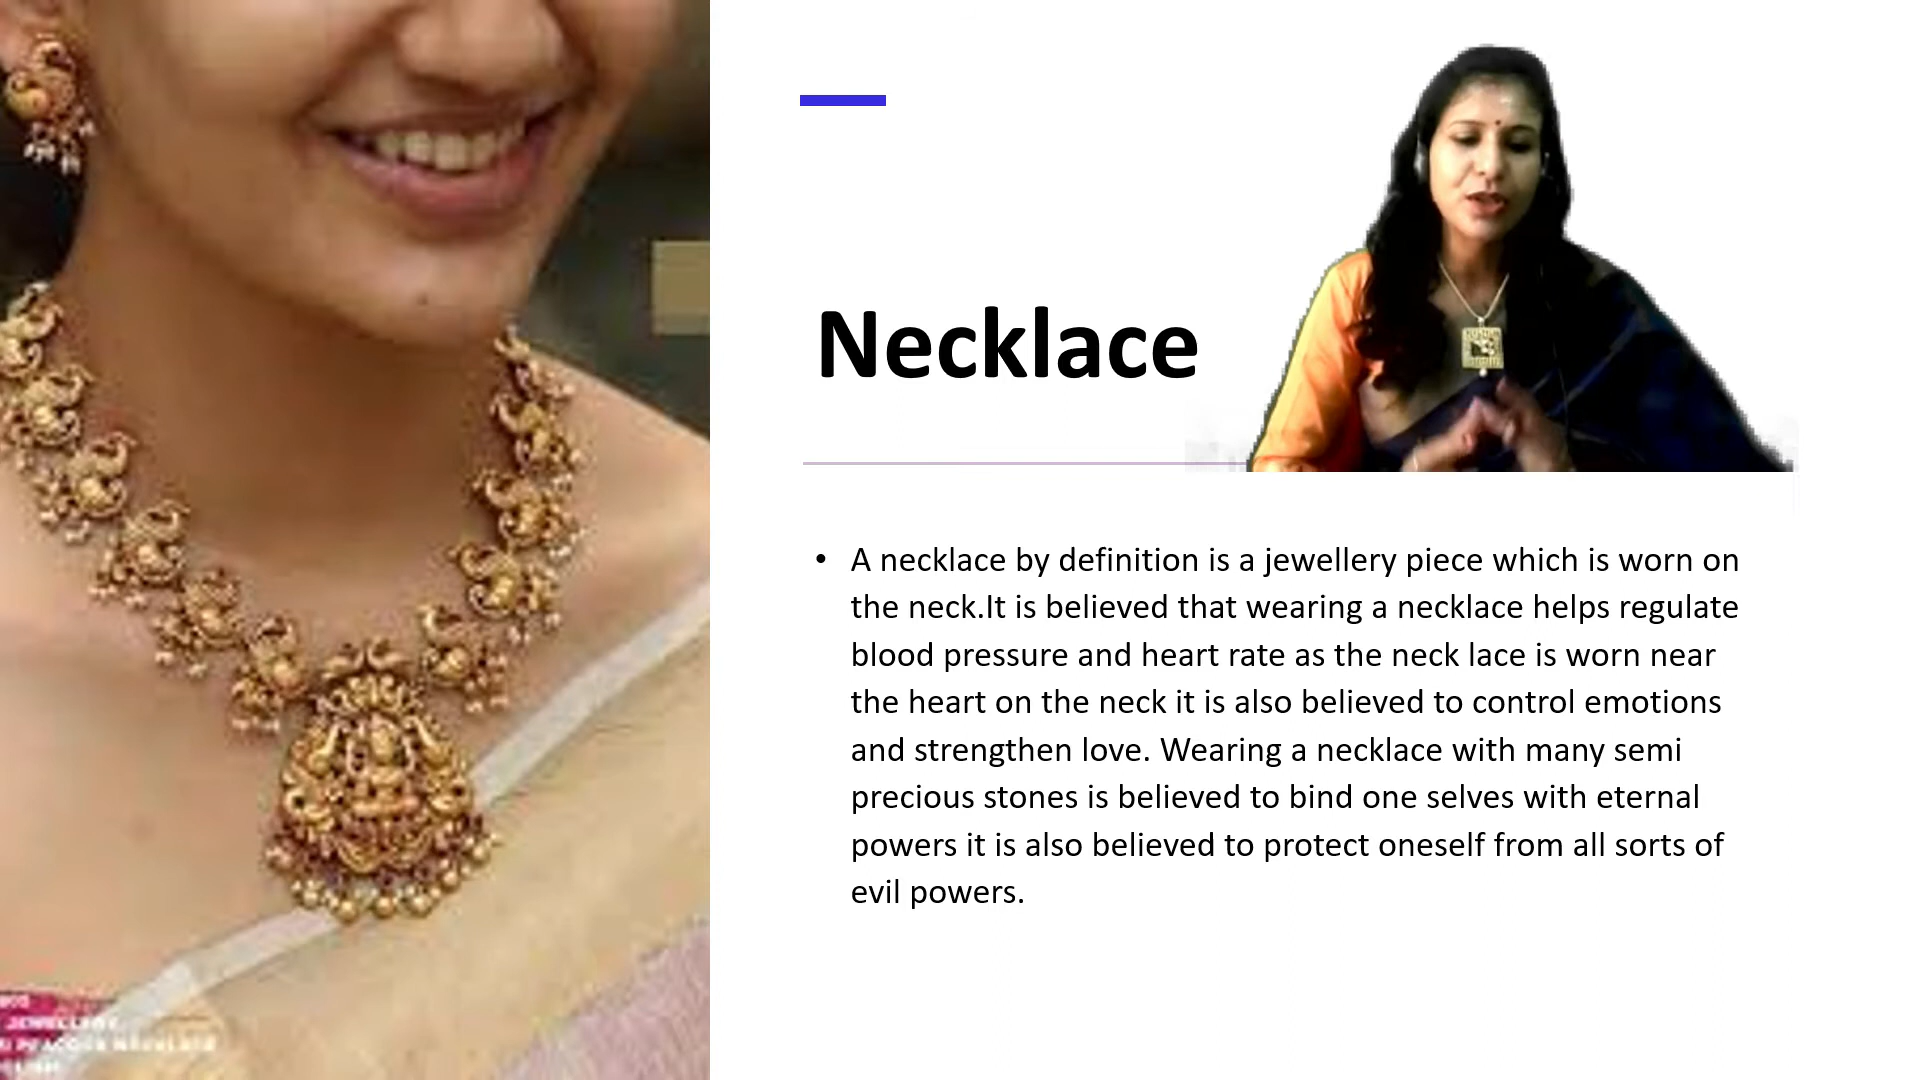 Necklace
• A necklace by definition is a jewellery piece which is worn on
the neck.It is believed that wearing a necklace helps regulate
blood pressure and heart rate as the neck lace is worn near
the heart on the neck it is also believed to control emotions
and strengthen love. Wearing a necklace with many semi
precious stones is believed to bind one selves with eternal
powers it is also believed to protect oneself from all sorts of
evil powers.
JEWELLERY
PEACOCK NECKLACE